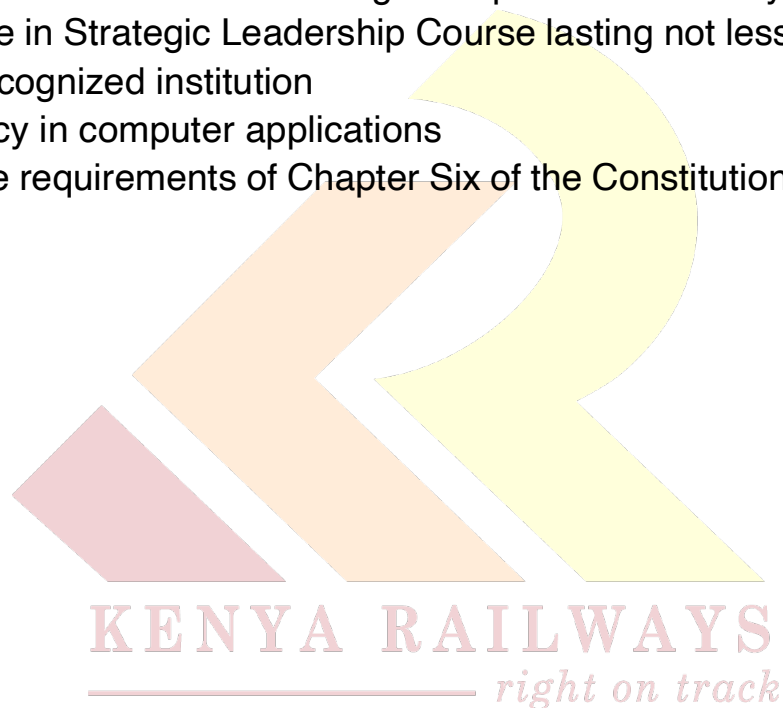 e in Strategic Leadership Course lasting not less
cognized institution
cy in computer applications
e requirements of Chapter Six of the Constitution
KENYA RAILWAYS
right on track